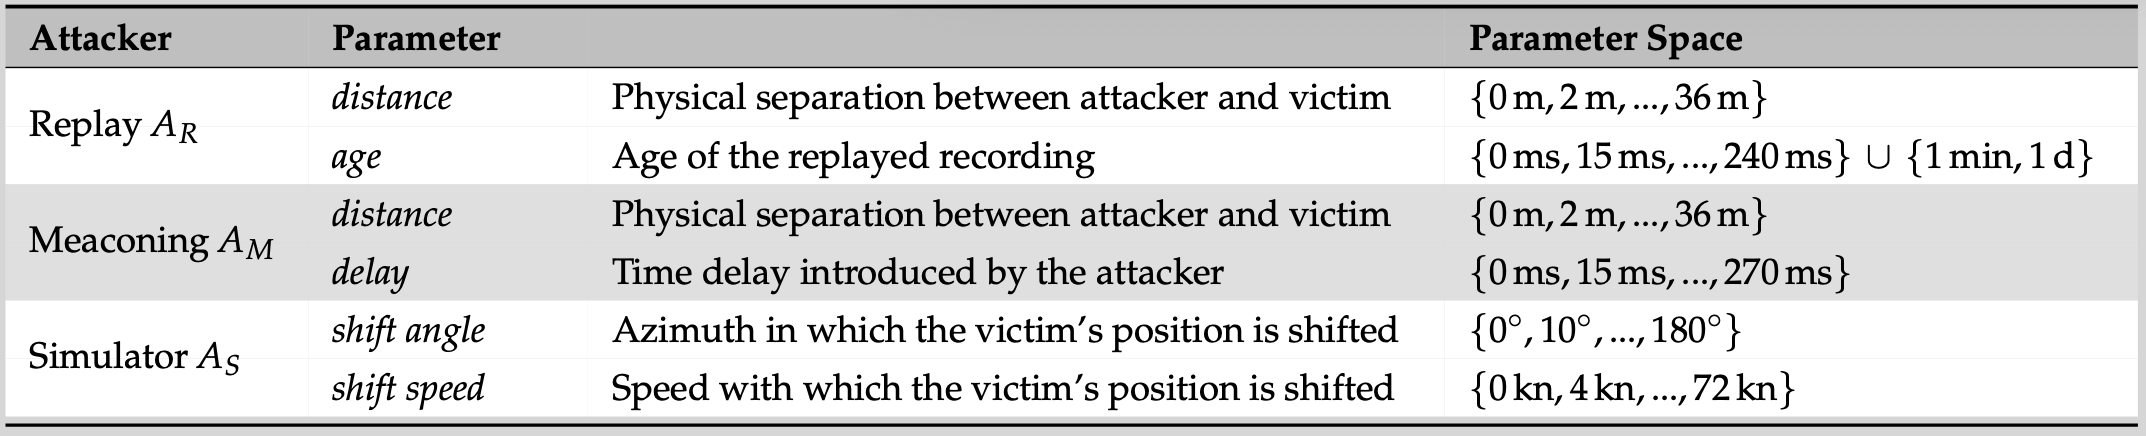 Attacker Parameter Parameter Space
Replay A_R distance Physical separation between attacker and victim {0 m, 2 m, ..., 36 m}
age Age of the replayed recording {0 ms, 15 ms, ..., 240 ms} ∪ {1 min, 1 d}
Meaconing A_M distance Physical separation between attacker and victim {0 m, 2 m, ..., 36 m}
delay Time delay introduced by the attacker {0 ms, 15 ms, ..., 270 ms}
Simulator A_S shift angle Azimuth in which the victim's position is shifted {0°, 10°, ..., 180°}
shift speed Speed with which the victim's position is shifted {0 kn, 4 kn, ..., 72 kn}